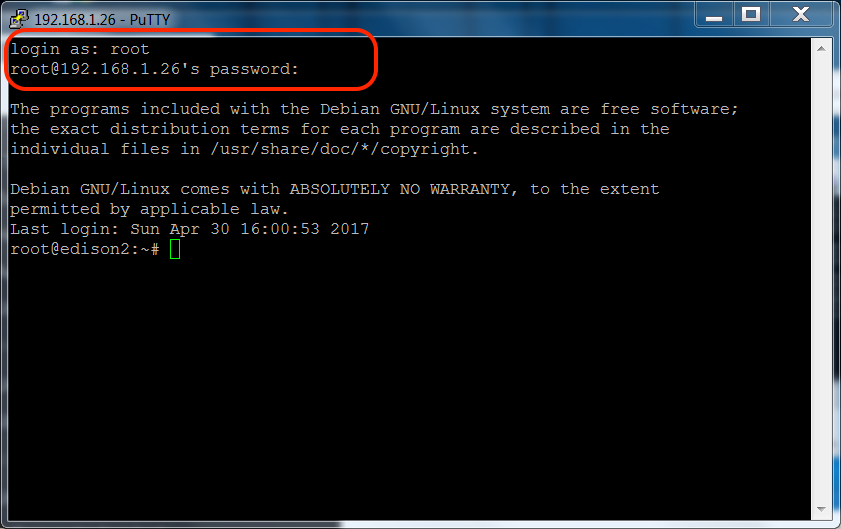 192.168.1.26 - PuTTY
login as: root
root@192.168.1.26's password:
The programs included with the Debian GNU/Linux system are free software;
the exact distribution terms for each program are described in the
individual files in /usr/share/doc/*/copyright.
Debian GNU/Linux comes with ABSOLUTELY NO WARRANTY, to the extent
permitted by applicable law.
Last login: Sun Apr 30 16:00:53 2017
root@edison2:~#